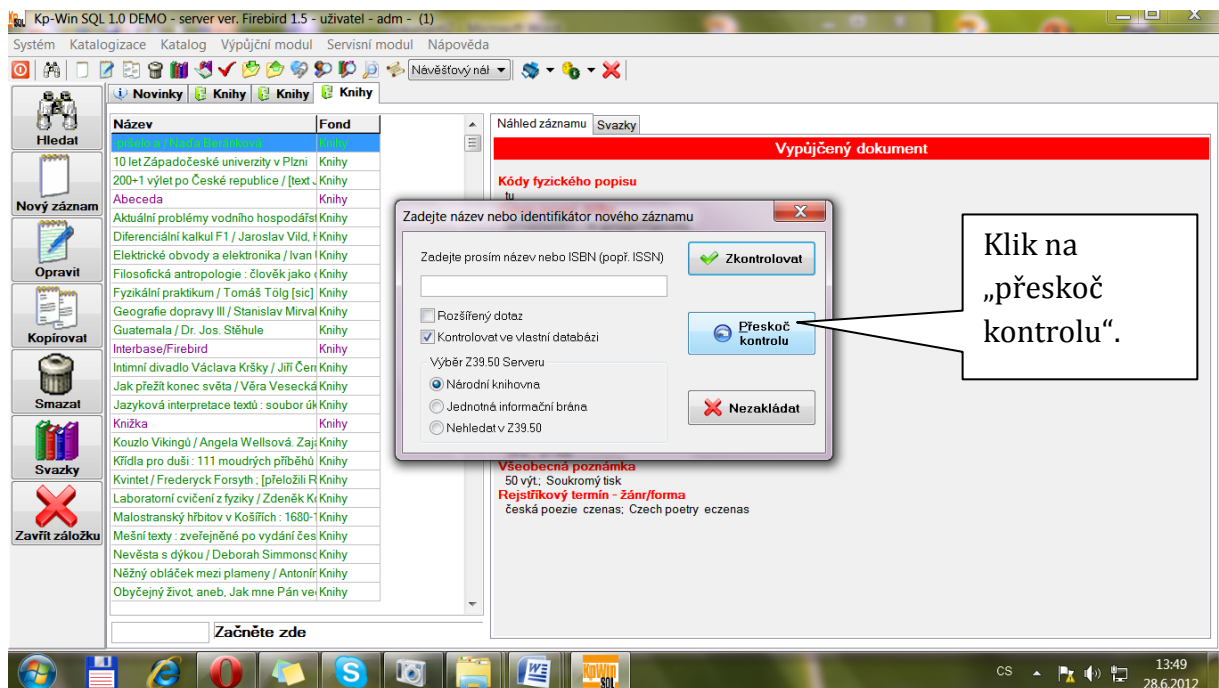 Kp-Win SQL 1.0 DEMO - server ver. Firebird 1.5 - uživatel - adm - (1)
Systém Katalogizace Katalog Výpůjční modul Servisní modul Nápověda
Návěšťový náh
Novinky Knihy Knihy Knihy
Hledat
Nový záznam
Opravit
Kopírovat
Smazat
Svazky
Zavřít záložku
Název Fond
10 let Západočeské univerzity v Plzni Knihy
200+1 výlet po České republice / [text J Knihy
Abeceda Knihy
Aktuální problémy vodního hospodářst Knihy
Diferenciální kalkul F1 / Jaroslav Vild, Knihy
Elektrické obvody a elektronika / Ivan Knihy
Filosofická antropologie : člověk jako Knihy
Fyzikální praktikum / Tomáš Tölg [sic] Knihy
Geografie dopravy III / Stanislav Mirval Knihy
Guatemala / Dr. Jos. Stěhule Knihy
Interbase/Firebird Knihy
Intimní divadlo Václava Kršky / Jiří Čern Knihy
Jak přežít konec světa / Věra Vesecká Knihy
Jazyková interpretace textů : soubor úk Knihy
Knížka Knihy
Kouzlo Vikingů / Angela Wellsová. Zaja Knihy
Křídla pro duši : 111 moudrých příběhů Knihy
Kvintet / Frederyck Forsyth ; [přeložili R Knihy
Laboratorní cvičení z fyziky / Zdeněk Ko Knihy
Malostranský hřbitov v Košířích : 1680-1 Knihy
Mešní texty : zveřejněné po vydání čes Knihy
Nevěsta s dýkou / Deborah Simmonsc Knihy
Něžný obláček mezi plameny / Antonín Knihy
Obyčejný život, aneb, Jak mne Pán ve Knihy
Začněte zde
Náhled záznamu Svazky
Vypůjčený dokument
Kódy fyzického popisu
tu
Zadejte název nebo identifikátor nového záznamu
Zadejte prosím název nebo ISBN (popř. ISSN)
Zkontrolovat
Rozšířený dotaz
Kontrolovat ve vlastní databázi
Přeskoč
kontrolu
Výběr Z39.50 Serveru
Národní knihovna
Jednotná informační brána
Nehledat v Z39.50
Nezakládat
Všeobecná poznámka
50 výt.; Soukromý tisk
Rejstříkový termín - žánr/forma
česká poezie czenas; Czech poetry eczenas
Klik na
„přeskoč
kontrolu“.
KpWin
SQL
CS
13:49
28.6.2012